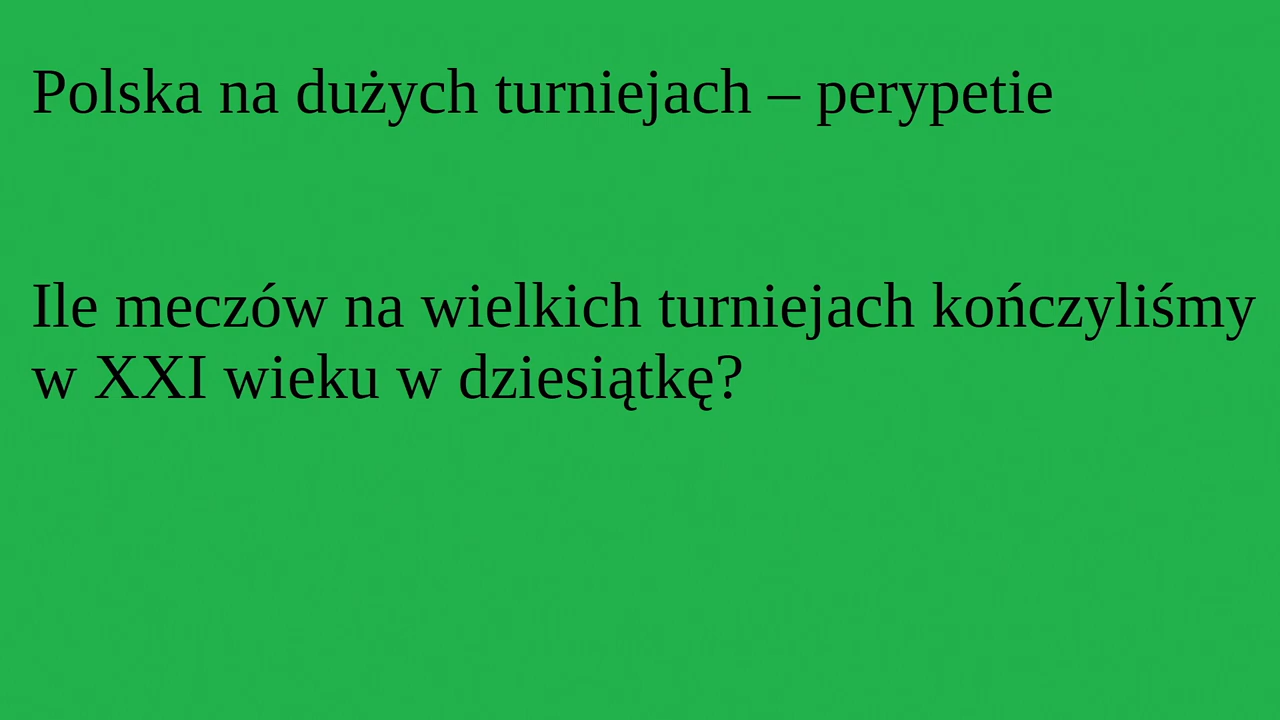 Polska na dużych turniejach – perypetie
Ile meczów na wielkich turniejach kończyliśmy
w XXI wieku w dziesiątkę?